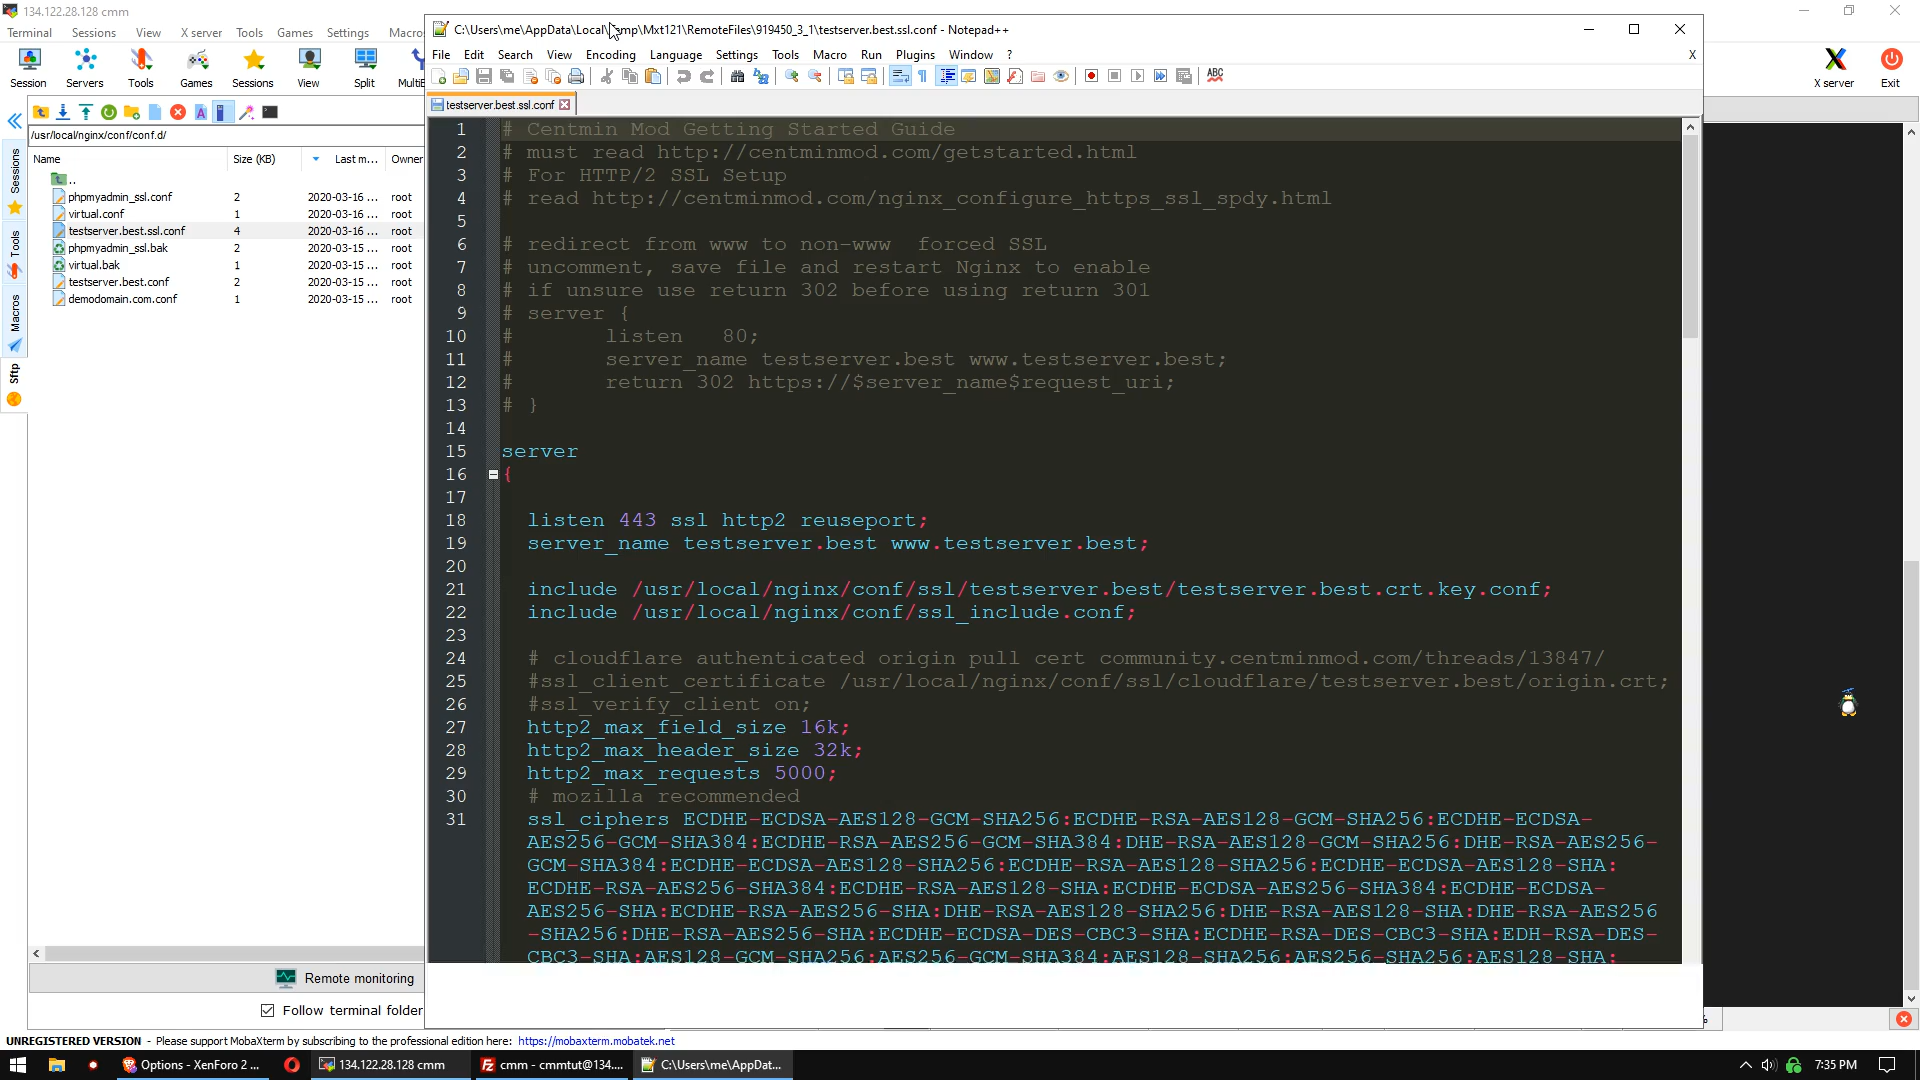 134.122.28.128 cmm
Terminal Sessions View X server Tools Games Settings Macro
Session Servers Tools Games Sessions View Split
X server Exit
/usr/local/nginx/conf/conf.d/
Name Size (KB) Last m... Owner
..
phpmyadmin_ssl.conf 2 2020-03-16 ... root
virtual.conf 1 2020-03-16 ... root
testserver.best.ssl.conf 4 2020-03-16 ... root
phpmyadmin_ssl.bak 2 2020-03-15 ... root
virtual.bak 1 2020-03-15 ... root
testserver.best.conf 2 2020-03-15 ... root
demodomain.com.conf 1 2020-03-15 ... root
Sessions
Tools
Macros
Sftp
Remote monitoring
Follow terminal folder
C:\Users\me\AppData\Local\Temp\Mxt121\RemoteFiles\919450_3_1\testserver.best.ssl.conf - Notepad++
File Edit Search View Encoding Language Settings Tools Macro Run Plugins Window ? X
testserver.best.ssl.conf
1 # Centmin Mod Getting Started Guide
2 # must read http://centminmod.com/getstarted.html
3 # For HTTP/2 SSL Setup
4 # read http://centminmod.com/nginx_configure_https_ssl_spdy.html
5
6 # redirect from www to non-www  forced SSL
7 # uncomment, save file and restart Nginx to enable
8 # if unsure use return 302 before using return 301
9 # server {
10 #       listen   80;
11 #       server_name testserver.best www.testserver.best;
12 #       return 302 https://$server_name$request_uri;
13 # }
14
15 server
16 {
17
18 listen 443 ssl http2 reuseport;
19 server_name testserver.best www.testserver.best;
20
21 include /usr/local/nginx/conf/ssl/testserver.best/testserver.best.crt.key.conf;
22 include /usr/local/nginx/conf/ssl_include.conf;
23
24 # cloudflare authenticated origin pull cert community.centminmod.com/threads/13847/
25 #ssl_client_certificate /usr/local/nginx/conf/ssl/cloudflare/testserver.best/origin.crt;
26 #ssl_verify_client on;
27 http2_max_field_size 16k;
28 http2_max_header_size 32k;
29 http2_max_requests 5000;
30 # mozilla recommended
31 ssl_ciphers ECDHE-ECDSA-AES128-GCM-SHA256:ECDHE-RSA-AES128-GCM-SHA256:ECDHE-ECDSA-
AES256-GCM-SHA384:ECDHE-RSA-AES256-GCM-SHA384:DHE-RSA-AES128-GCM-SHA256:DHE-RSA-AES256-
GCM-SHA384:ECDHE-ECDSA-AES128-SHA256:ECDHE-RSA-AES128-SHA256:ECDHE-ECDSA-AES128-SHA:
ECDHE-RSA-AES256-SHA384:ECDHE-RSA-AES128-SHA:ECDHE-ECDSA-AES256-SHA384:ECDHE-ECDSA-
AES256-SHA:ECDHE-RSA-AES256-SHA:DHE-RSA-AES128-SHA256:DHE-RSA-AES128-SHA:DHE-RSA-AES256
-SHA256:DHE-RSA-AES256-SHA:ECDHE-ECDSA-DES-CBC3-SHA:ECDHE-RSA-DES-CBC3-SHA:EDH-RSA-DES-
CBC3-SHA:AES128-GCM-SHA256:AES256-GCM-SHA384:AES128-SHA256:AES256-SHA256:AES128-SHA:
UNREGISTERED VERSION - Please support MobaXterm by subscribing to the professional edition here: https://mobaxterm.mobatek.net
Options - XenForo 2 ... 134.122.28.128 cmm cmm - cmmtut@134.... C:\Users\me\AppDat... 7:35 PM